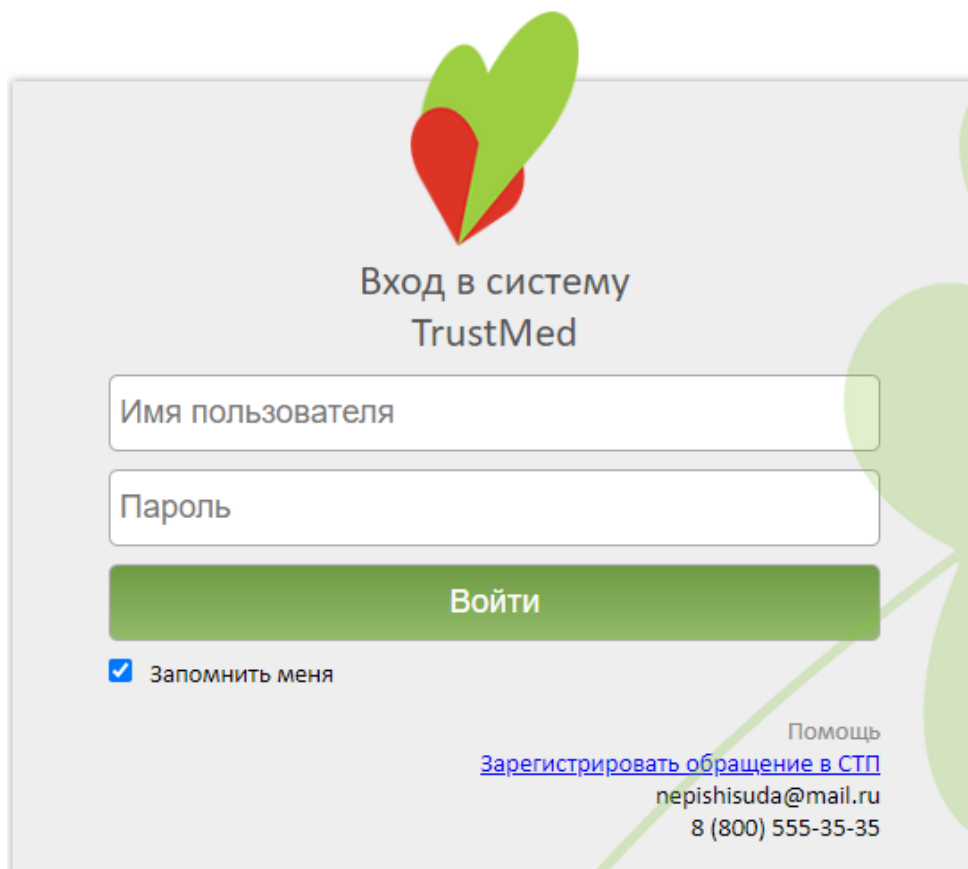 Вход в систему
TrustMed
Имя пользователя
Пароль
Войти
Запомнить меня
Помощь
Зарегистрировать обращение в СТП
nepishisuda@mail.ru
8 (800) 555-35-35